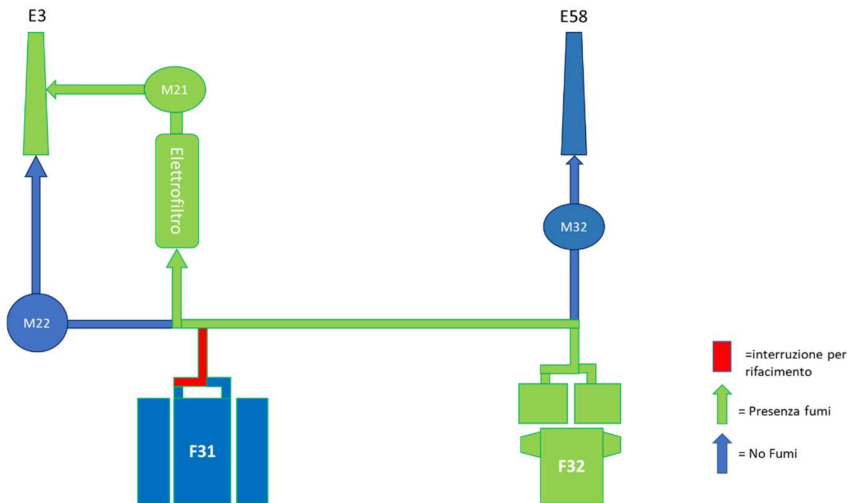 E3
E58
M21
Elettrofiltro
M32
M22
F31
F32
=interruzione per
rifacimento
= Presenza fumi
= No Fumi